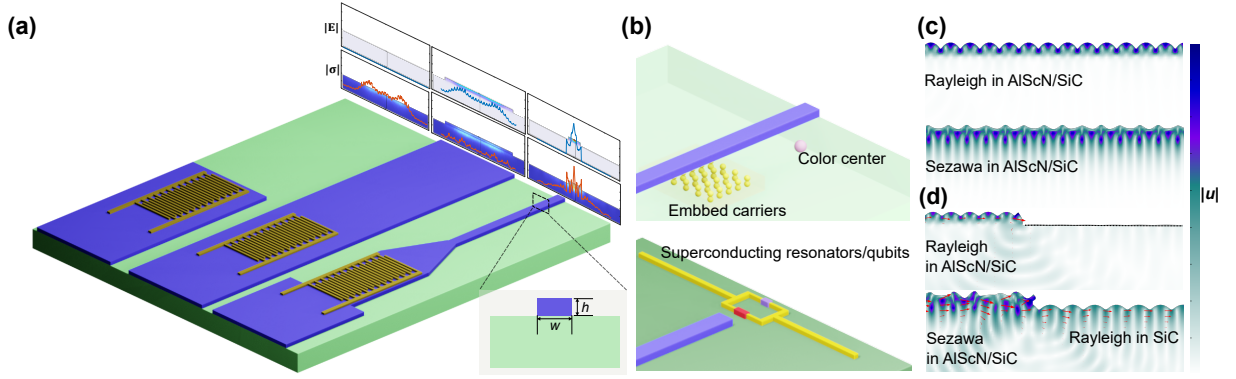 (a)
|E|
|σ|
h
w
(b)
Color center
Embbed carriers
Superconducting resonators/qubits
(c)
Rayleigh in AlScN/SiC
Sezawa in AlScN/SiC
(d)
Rayleigh
in AlScN/SiC
Sezawa
in AlScN/SiC
Rayleigh in SiC
|u|